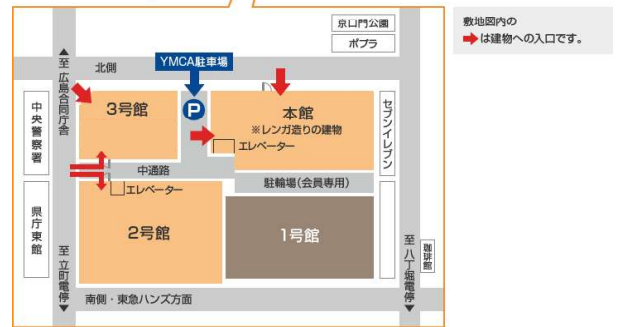 京口門公園
ポプラ
敷地図内の
➡は建物への入口です。
▲至 広島合同庁舎
北側
YMCA駐車場
P
3号館
本館
※レンガ造りの建物
エレベーター
セブンイレブン
中央警察署
中通路
エレベーター
駐輪場(会員専用)
県庁東館
2号館
1号館
至 立町電停▼
至 八丁堀電停▼
珈琲館
南側・東急ハンズ方面